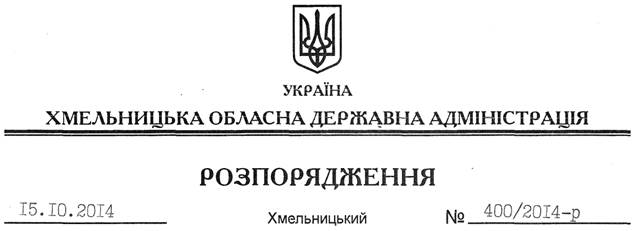 УКРАЇНА
ХМЕЛЬНИЦЬКА ОБЛАСНА ДЕРЖАВНА АДМІНІСТРАЦІЯ
РОЗПОРЯДЖЕННЯ
15.10.2014 Хмельницький № 400/2014-р